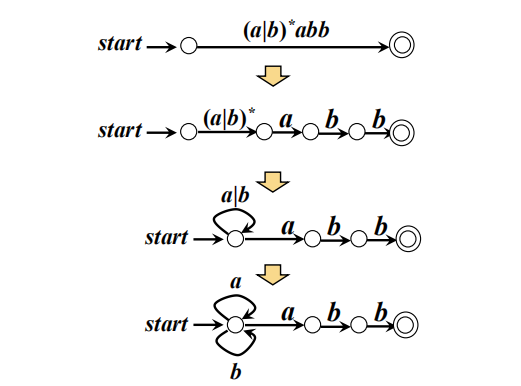 start (a|b)*abb
start (a|b)* a b b
a|b
start a b b
a
start a b b
b